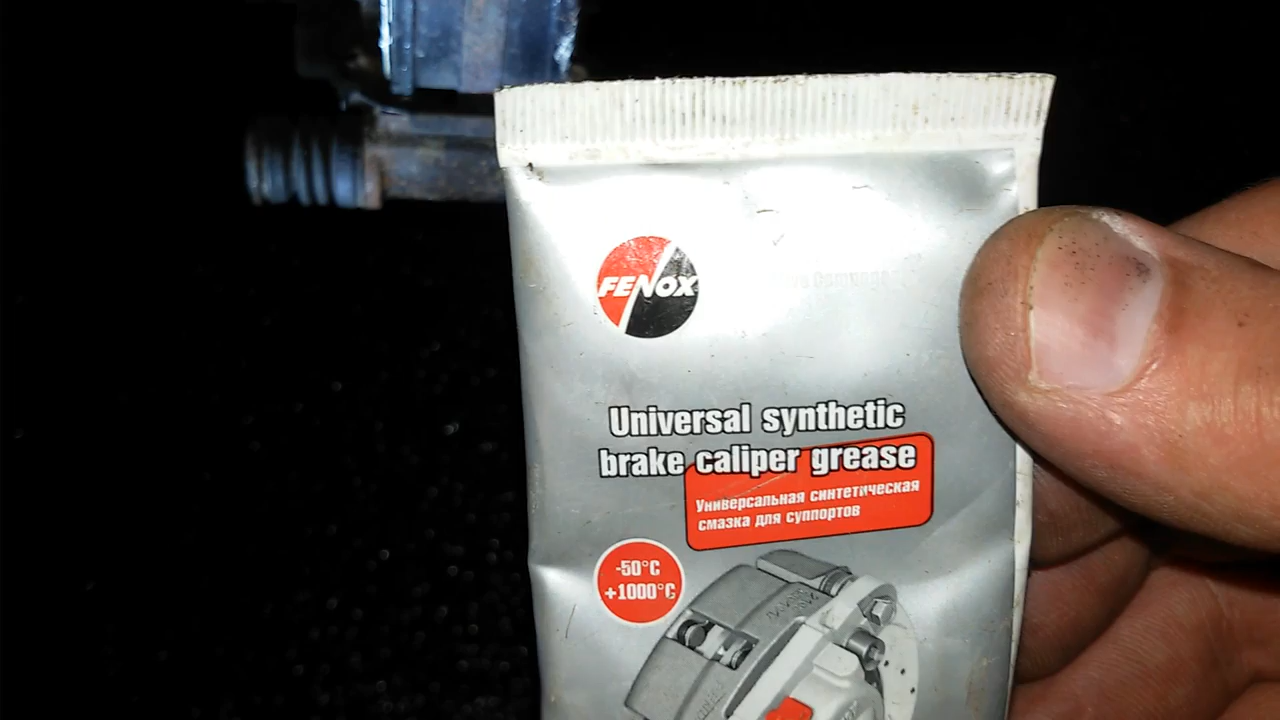 FENOX
Universal synthetic
brake caliper grease
Универсальная синтетическая
смазка для суппортов
-50°C
+1000°C